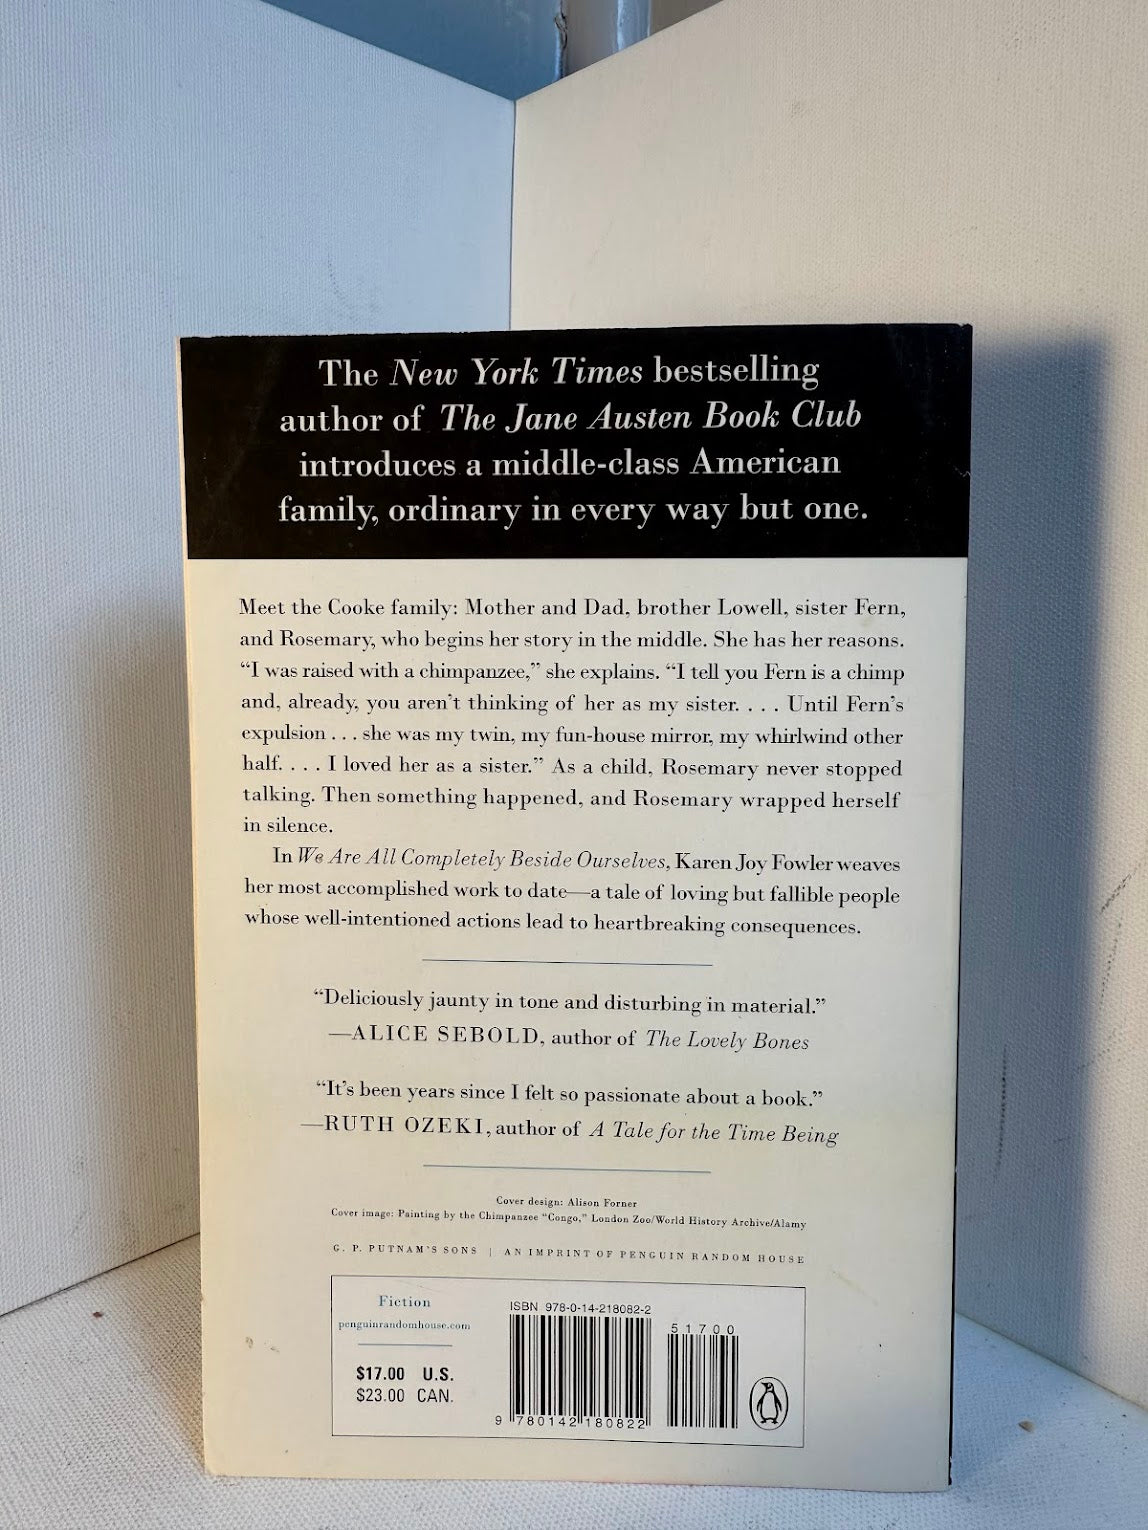 The New York Times bestselling
author of The Jane Austen Book Club
introduces a middle-class American
family, ordinary in every way but one.
Meet the Cooke family: Mother and Dad, brother Lowell, sister Fern,
and Rosemary, who begins her story in the middle. She has her reasons.
“I was raised with a chimpanzee,” she explains. “I tell you Fern is a chimp
and, already, you aren’t thinking of her as my sister. . . . Until Fern’s
expulsion . . . she was my twin, my fun-house mirror, my whirlwind other
half. . . . I loved her as a sister.” As a child, Rosemary never stopped
talking. Then something happened, and Rosemary wrapped herself
in silence.
In We Are All Completely Beside Ourselves, Karen Joy Fowler weaves
her most accomplished work to date—a tale of loving but fallible people
whose well-intentioned actions lead to heartbreaking consequences.
“Deliciously jaunty in tone and disturbing in material.”
—ALICE SEBOLD, author of The Lovely Bones
“It’s been years since I felt so passionate about a book.”
—RUTH OZEKI, author of A Tale for the Time Being
Cover design: Alison Forner
Cover image: Painting by the Chimpanzee “Congo,” London Zoo/World History Archive/Alamy
G. P. PUTNAM’S SONS | AN IMPRINT OF PENGUIN RANDOM HOUSE
Fiction
penguinrandomhouse.com
$17.00 U.S.
$23.00 CAN.
ISBN 978-0-14-218082-2
51700
9 780142 180822